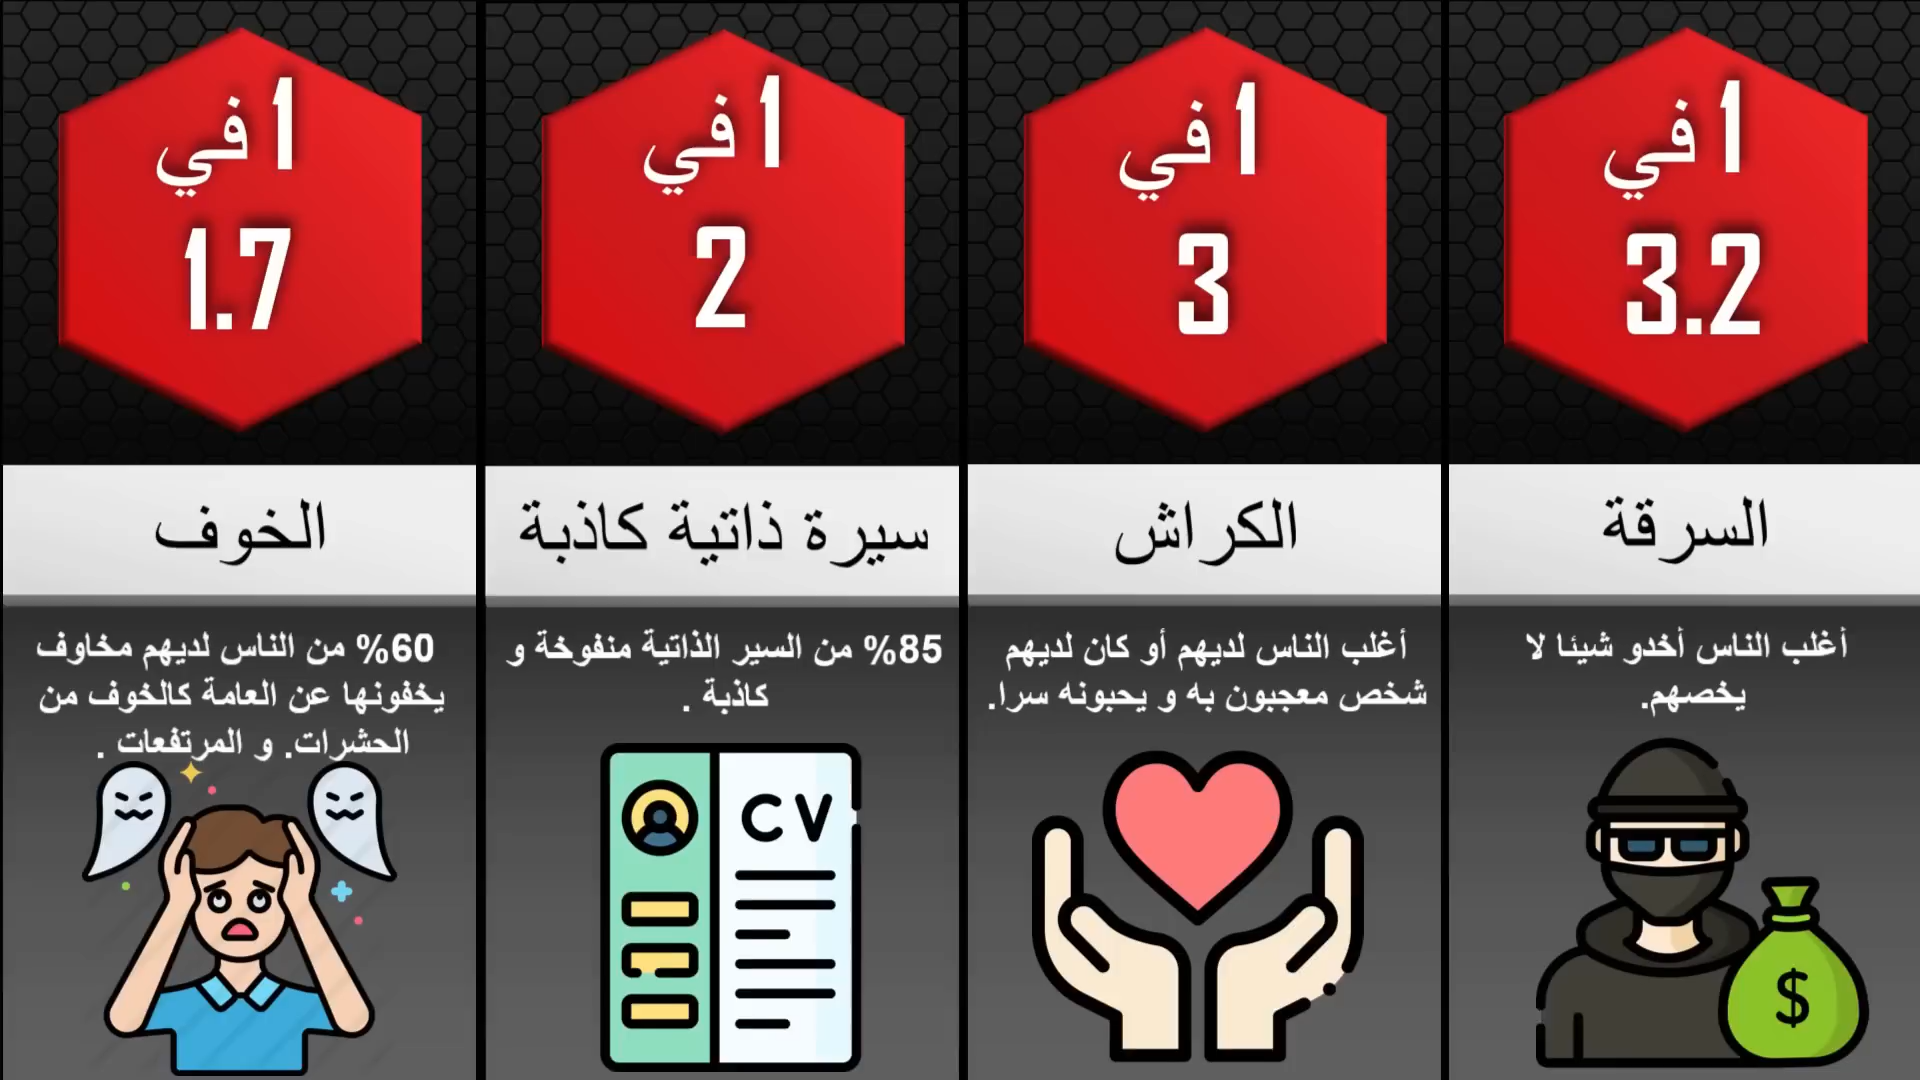 1 في
1.7
الخوف
%60 من الناس لديهم مخاوف
يخفونها عن العامة كالخوف من
الحشرات. و المرتفعات .
1 في
2
سيرة ذاتية كاذبة
%85 من السير الذاتية منفوخة و
كاذبة .
CV
1 في
3
الكراش
أغلب الناس لديهم أو كان لديهم
شخص معجبون به و يحبونه سرا.
1 في
3.2
السرقة
أغلب الناس أخدو شيئا لا
يخصهم.
$